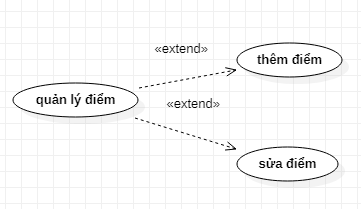 «extend»
thêm điểm
quản lý điểm
«extend»
sửa điểm